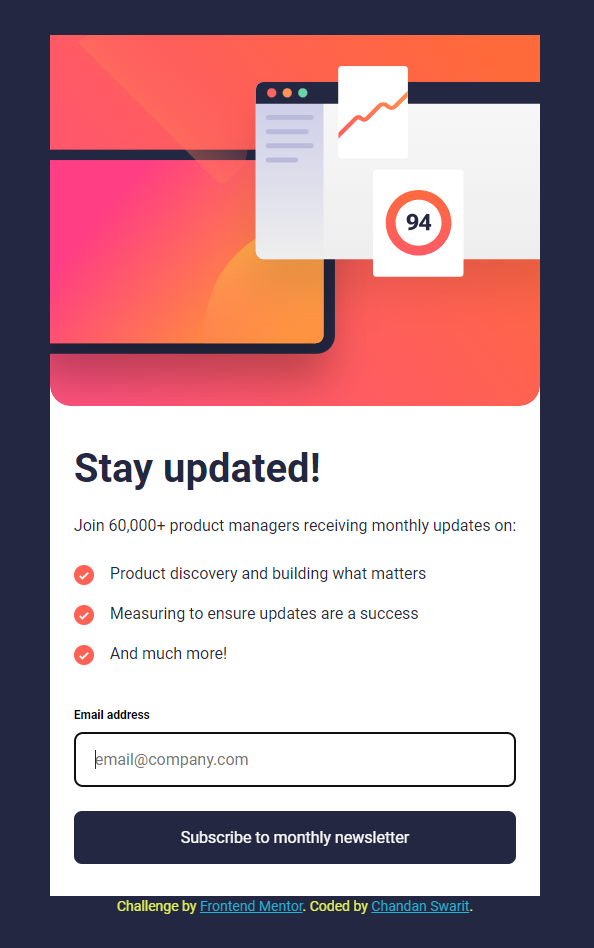 94
Stay updated!
Join 60,000+ product managers receiving monthly updates on:
Product discovery and building what matters
Measuring to ensure updates are a success
And much more!
Email address
email@company.com
Subscribe to monthly newsletter
Challenge by Frontend Mentor. Coded by Chandan Swarit.